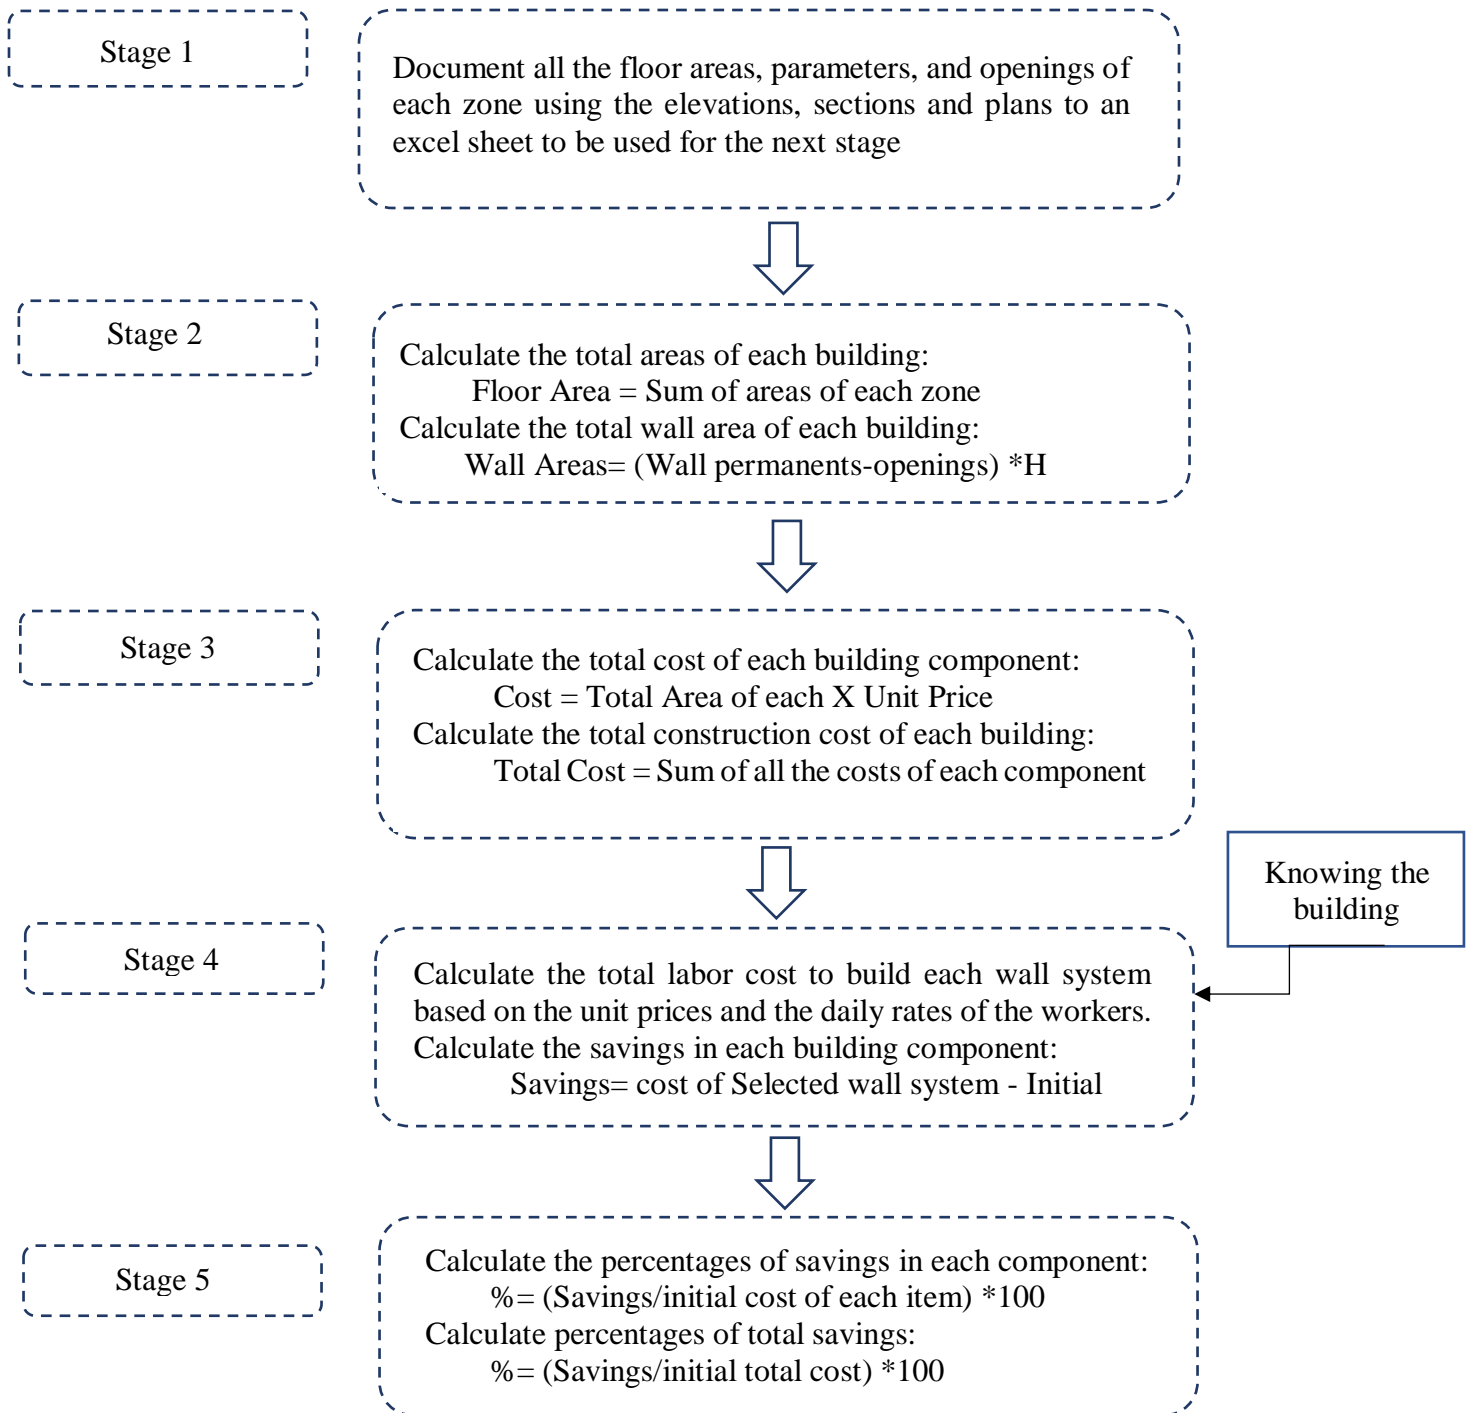 Stage 1
Document all the floor areas, parameters, and openings of
each zone using the elevations, sections and plans to an
excel sheet to be used for the next stage
Stage 2
Calculate the total areas of each building:
Floor Area = Sum of areas of each zone
Calculate the total wall area of each building:
Wall Areas= (Wall permanents-openings) *H
Stage 3
Calculate the total cost of each building component:
Cost = Total Area of each X Unit Price
Calculate the total construction cost of each building:
Total Cost = Sum of all the costs of each component
Knowing the
building
Stage 4
Calculate the total labor cost to build each wall system
based on the unit prices and the daily rates of the workers.
Calculate the savings in each building component:
Savings= cost of Selected wall system - Initial
Stage 5
Calculate the percentages of savings in each component:
%= (Savings/initial cost of each item) *100
Calculate percentages of total savings:
%= (Savings/initial total cost) *100